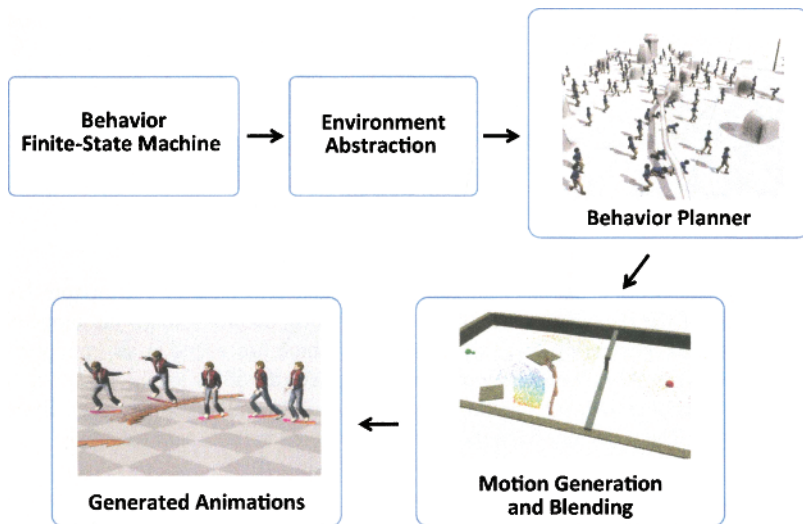 Behavior
Finite-State Machine
Environment
Abstraction
Behavior Planner
Motion Generation
and Blending
Generated Animations